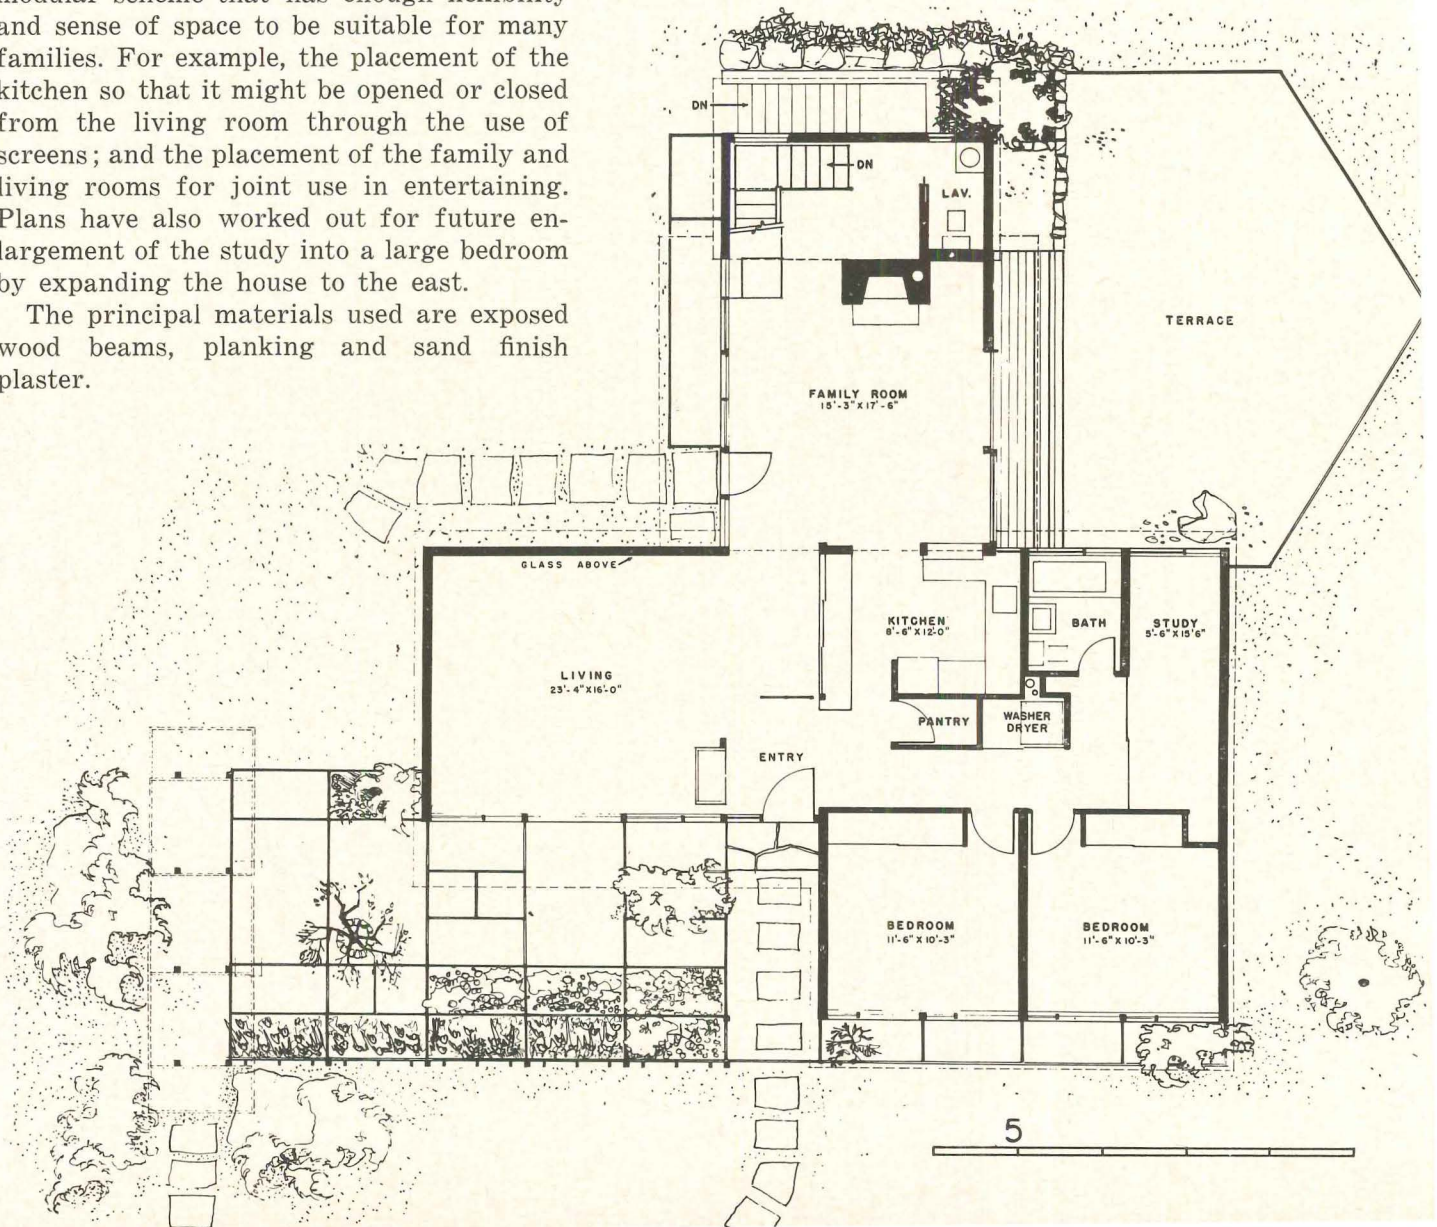 modular scheme that has enough flexibility
and sense of space to be suitable for many
families. For example, the placement of the
kitchen so that it might be opened or closed
from the living room through the use of
screens; and the placement of the family and
living rooms for joint use in entertaining.
Plans have also worked out for future en-
largement of the study into a large bedroom
by expanding the house to the east.
The principal materials used are exposed
wood beams, planking and sand finish
plaster.
DN
DN
LAV.
TERRACE
FAMILY ROOM
15'-3"X17'-6"
GLASS ABOVE
KITCHEN
8'-6"X12'-0"
BATH
STUDY
5'-6"X15'6"
LIVING
23'-4"X16'-0"
PANTRY
WASHER
DRYER
ENTRY
BEDROOM
11'-6"X10'-3"
BEDROOM
11'-6"X10'-3"
5